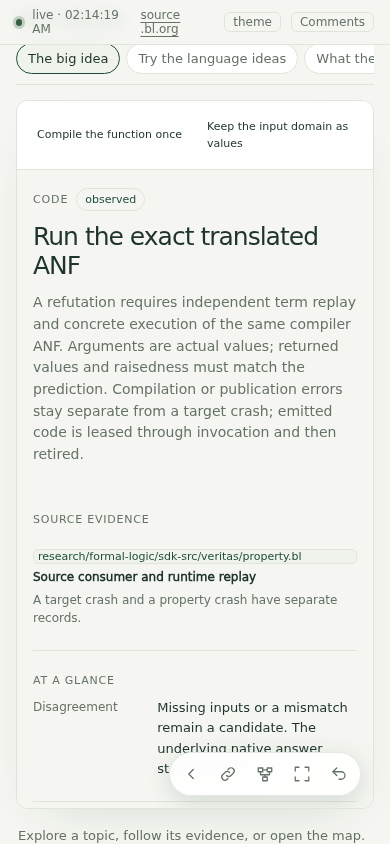 live · 02:14:19
AM
source
.bl.org
theme
Comments
The big idea
Try the language ideas
What the
Compile the function once
Keep the input domain as
values
CODE
observed
Run the exact translated
ANF
A refutation requires independent term replay
and concrete execution of the same compiler
ANF. Arguments are actual values; returned
values and raisedness must match the
prediction. Compilation or publication errors
stay separate from a target crash; emitted
code is leased through invocation and then
retired.
SOURCE EVIDENCE
research/formal-logic/sdk-src/veritas/property.bl
Source consumer and runtime replay
A target crash and a property crash have separate
records.
AT A GLANCE
Disagreement
Missing inputs or a mismatch
remain a candidate. The
underlying native answer
Explore a topic, follow its evidence, or open the map.